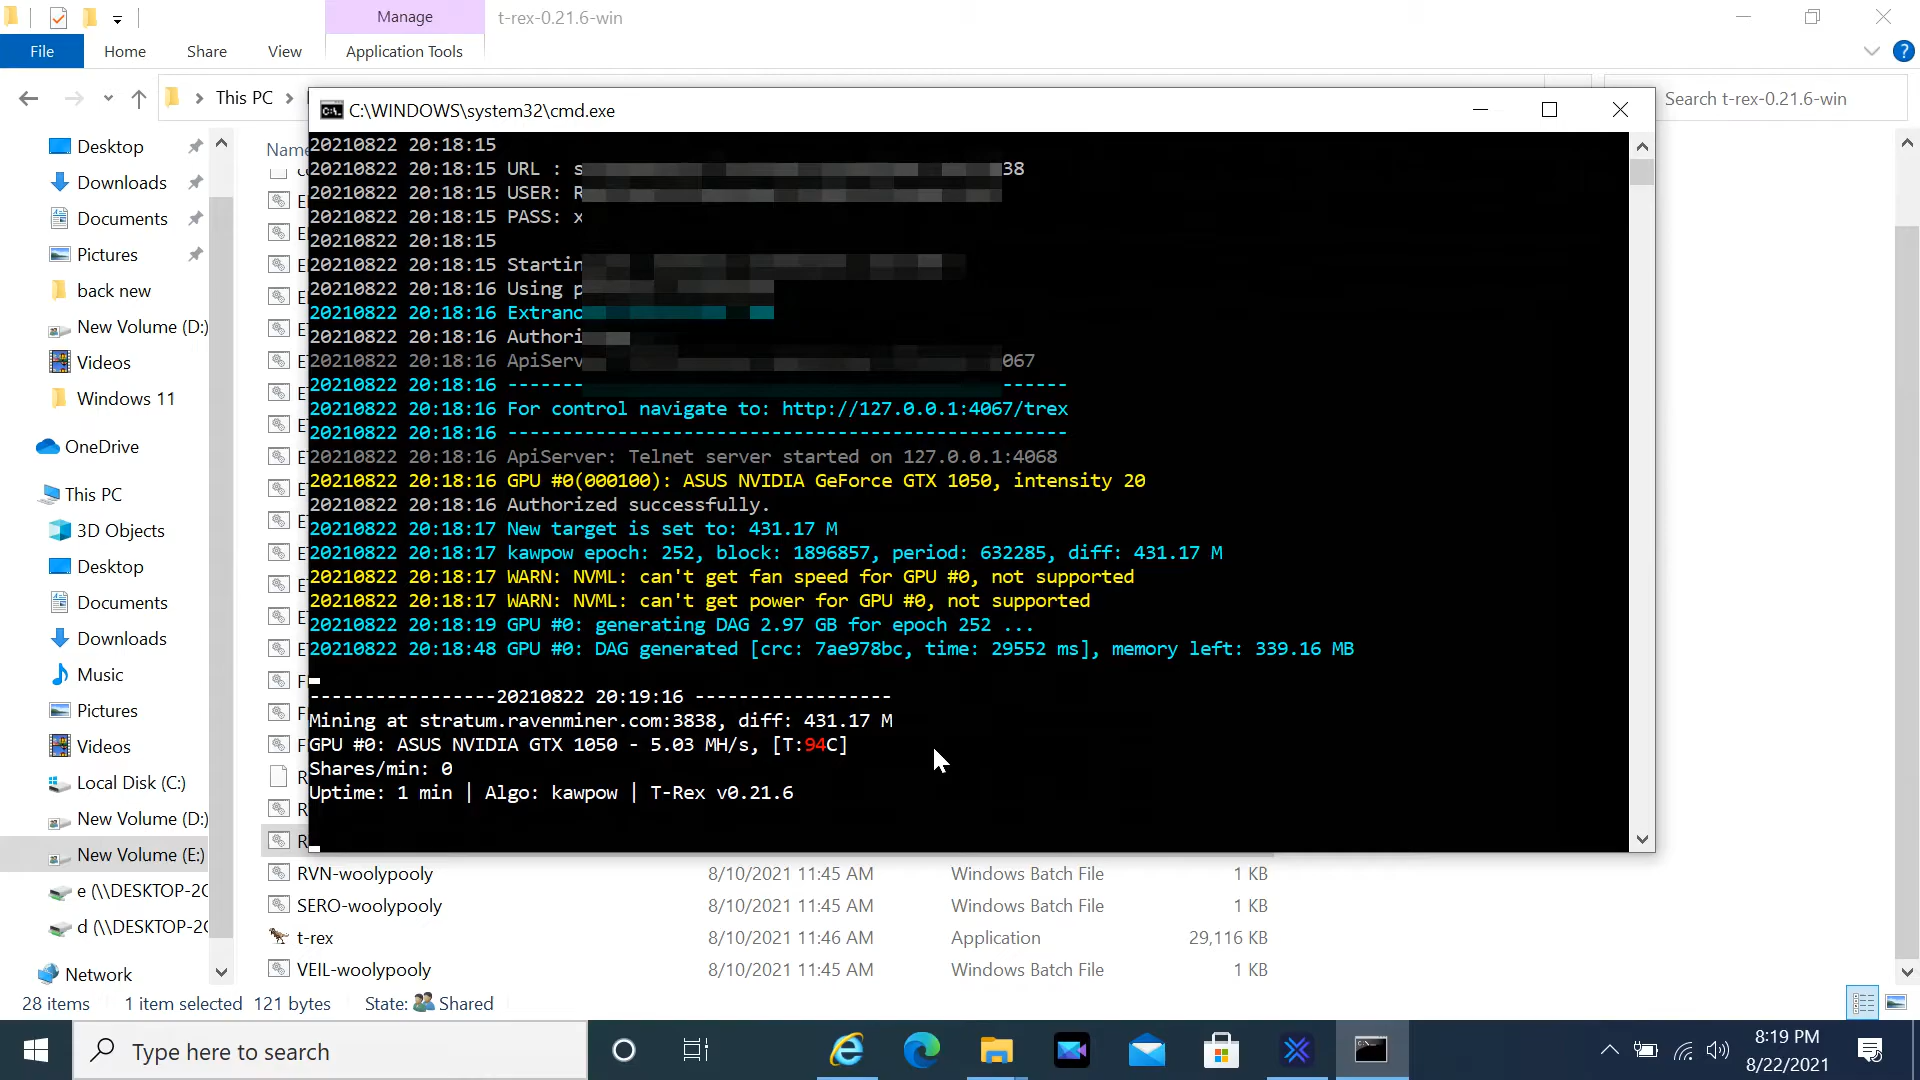 Manage
t-rex-0.21.6-win
File
Home
Share
View
Application Tools
This PC
Search t-rex-0.21.6-win
C:\WINDOWS\system32\cmd.exe
Name
Desktop
Downloads
Documents
Pictures
back new
New Volume (D:)
Videos
Windows 11
OneDrive
This PC
3D Objects
Desktop
Documents
Downloads
Music
Pictures
Videos
Local Disk (C:)
New Volume (D:)
New Volume (E:)
e (\\DESKTOP-2
d (\\DESKTOP-2
Network
20210822 20:18:15
20210822 20:18:15 URL : s 38
20210822 20:18:15 USER: R
20210822 20:18:15 PASS: x
20210822 20:18:15
20210822 20:18:15 Startin
20210822 20:18:16 Using p
20210822 20:18:16 Extranc
20210822 20:18:16 Authori
20210822 20:18:16 ApiServ 067
20210822 20:18:16 ------- ------
20210822 20:18:16 For control navigate to: http://127.0.0.1:4067/trex
20210822 20:18:16 ---------------------------------------------------
20210822 20:18:16 ApiServer: Telnet server started on 127.0.0.1:4068
20210822 20:18:16 GPU #0(000100): ASUS NVIDIA GeForce GTX 1050, intensity 20
20210822 20:18:16 Authorized successfully.
20210822 20:18:17 New target is set to: 431.17 M
20210822 20:18:17 kawpow epoch: 252, block: 1896857, period: 632285, diff: 431.17 M
20210822 20:18:17 WARN: NVML: can't get fan speed for GPU #0, not supported
20210822 20:18:17 WARN: NVML: can't get power for GPU #0, not supported
20210822 20:18:19 GPU #0: generating DAG 2.97 GB for epoch 252 ...
20210822 20:18:48 GPU #0: DAG generated [crc: 7ae978bc, time: 29552 ms], memory left: 339.16 MB
-----------------20210822 20:19:16 ------------------
Mining at stratum.ravenminer.com:3838, diff: 431.17 M
GPU #0: ASUS NVIDIA GTX 1050 - 5.03 MH/s, [T:94C]
Shares/min: 0
Uptime: 1 min | Algo: kawpow | T-Rex v0.21.6
RVN-woolypooly 8/10/2021 11:45 AM Windows Batch File 1 KB
SERO-woolypooly 8/10/2021 11:45 AM Windows Batch File 1 KB
t-rex 8/10/2021 11:46 AM Application 29,116 KB
VEIL-woolypooly 8/10/2021 11:45 AM Windows Batch File 1 KB
28 items 1 item selected 121 bytes State: Shared
Type here to search
8:19 PM
8/22/2021